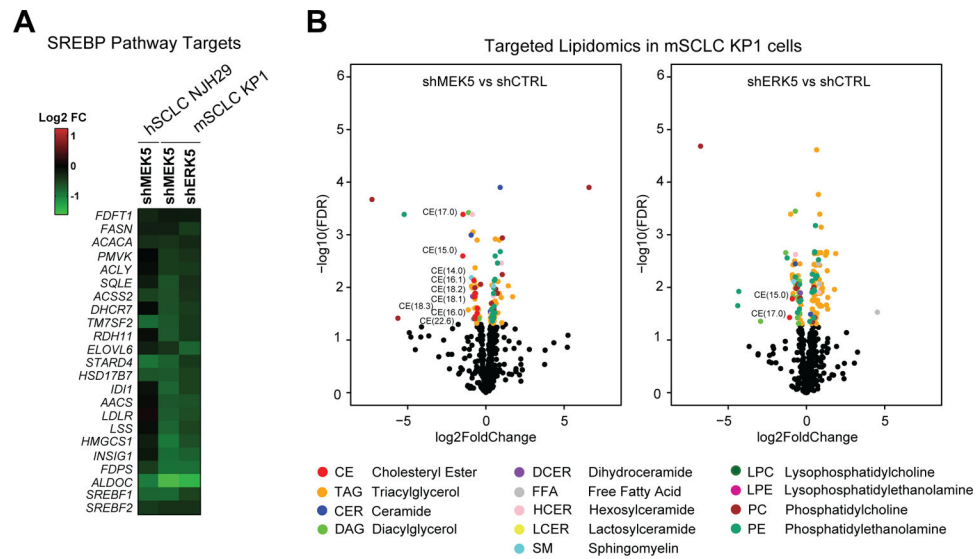 A
SREBP Pathway Targets
hSCLC NJH29
mSCLC KP1
Log2 FC
1
0
-1
shMEK5
shMEK5
shERK5
FDFT1
FASN
ACACA
PMVK
ACLY
SQLE
ACSS2
DHCR7
TM7SF2
RDH11
ELOVL6
STARD4
HSD17B7
IDI1
AACS
LDLR
LSS
HMGCS1
INSIG1
FDPS
ALDOC
SREBF1
SREBF2
B
Targeted Lipidomics in mSCLC KP1 cells
shMEK5 vs shCTRL
−log10(FDR)
6
5
4
3
2
1
0
CE(17.0)
CE(15.0)
CE(14.0)
CE(16.1)
CE(18.2)
CE(18.1)
CE(18.3)
CE(16.0)
CE(22.6)
−5
0
5
log2FoldChange
shERK5 vs shCTRL
−log10(FDR)
6
5
4
3
2
1
0
CE(15.0)
CE(17.0)
−5
0
5
log2FoldChange
CE Cholesteryl Ester
TAG Triacylglycerol
CER Ceramide
DAG Diacylglycerol
DCER Dihydroceramide
FFA Free Fatty Acid
HCER Hexosylceramide
LCER Lactosylceramide
SM Sphingomyelin
LPC Lysophosphatidylcholine
LPE Lysophosphatidylethanolamine
PC Phosphatidylcholine
PE Phosphatidylethanolamine